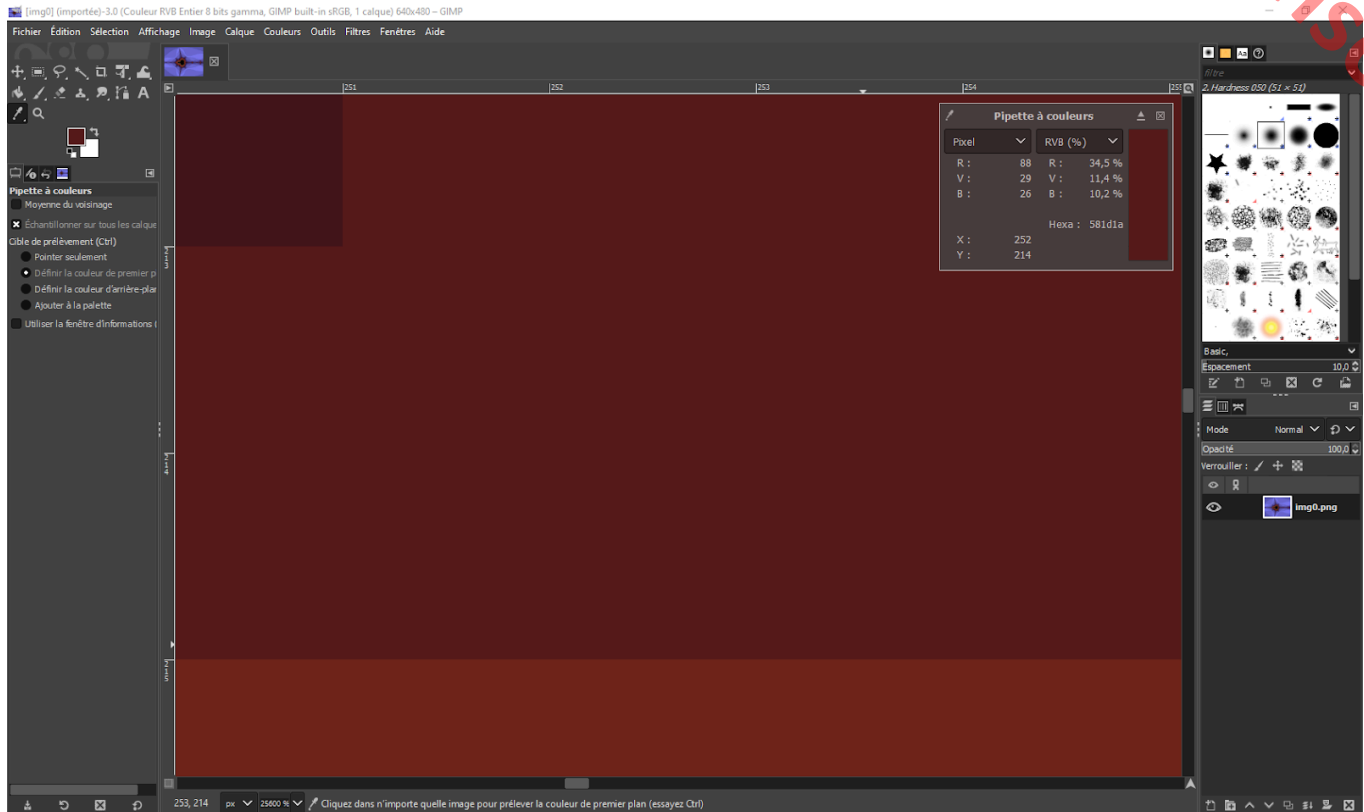 [img0] (importée)-3.0 (Couleur RVB Entier 8 bits gamma, GIMP built-in sRGB, 1 calque) 640x480 – GIMP
Fichier Édition Sélection Affichage Image Calque Couleurs Outils Filtres Fenêtres Aide
filtre
2. Hardness 050 (51 × 51)
251 252 253 254 255
Pipette à couleurs
Pixel RVB (%)
R : 88 R : 34,5 %
V : 29 V : 11,4 %
B : 26 B : 10,2 %
Hexa : 581d1a
X : 252
Y : 214
Pipette à couleurs
Moyenne du voisinage
Échantillonner sur tous les calque
Cible de prélèvement (Ctrl)
Pointer seulement
Définir la couleur de premier p
Définir la couleur d'arrière-plan
Ajouter à la palette
Utiliser la fenêtre d'informations (
213
214
215
Basic,
Espacement 10,0
Mode Normal
Opacité 100,0
Verrouiller :
img0.png
253, 214 px 25600 % Cliquez dans n'importe quelle image pour prélever la couleur de premier plan (essayez Ctrl)